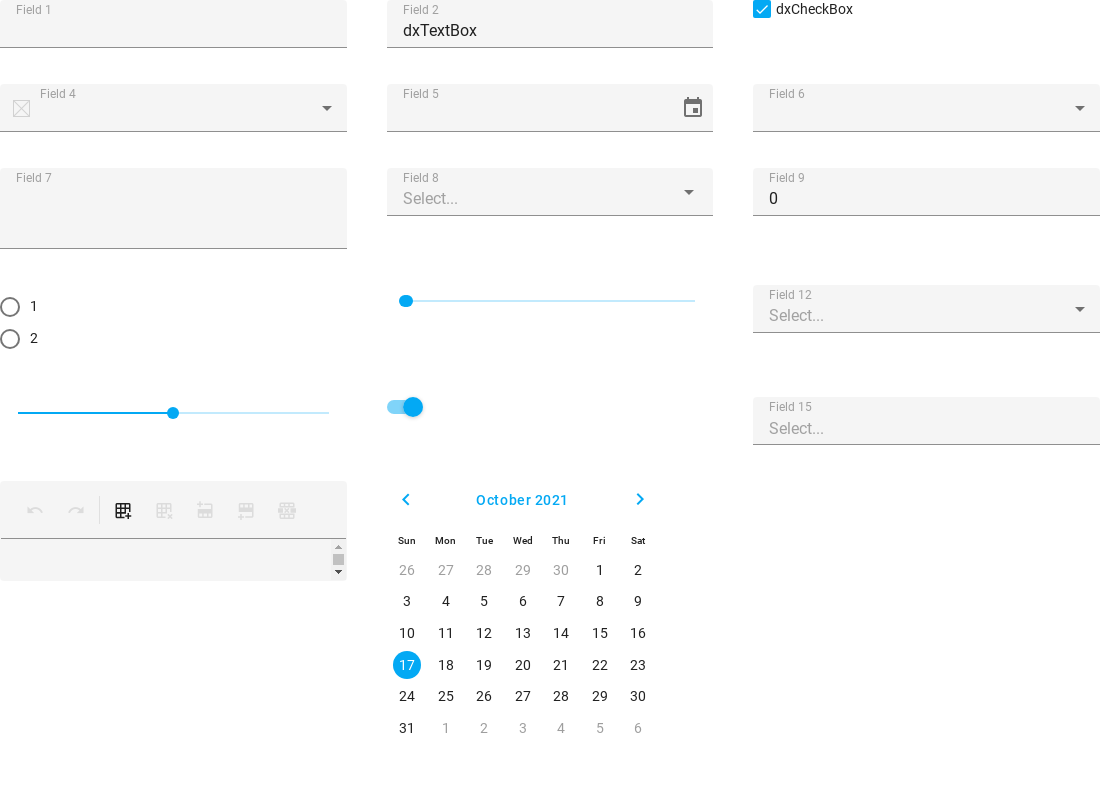 Field 1
Field 2
dxTextBox
dxCheckBox
Field 4
Field 5
Field 6
Field 7
Field 8
Select...
Field 9
0
1
2
Field 12
Select...
Field 15
Select...
October 2021
Sun Mon Tue Wed Thu Fri Sat
26 27 28 29 30 1 2
3 4 5 6 7 8 9
10 11 12 13 14 15 16
17 18 19 20 21 22 23
24 25 26 27 28 29 30
31 1 2 3 4 5 6